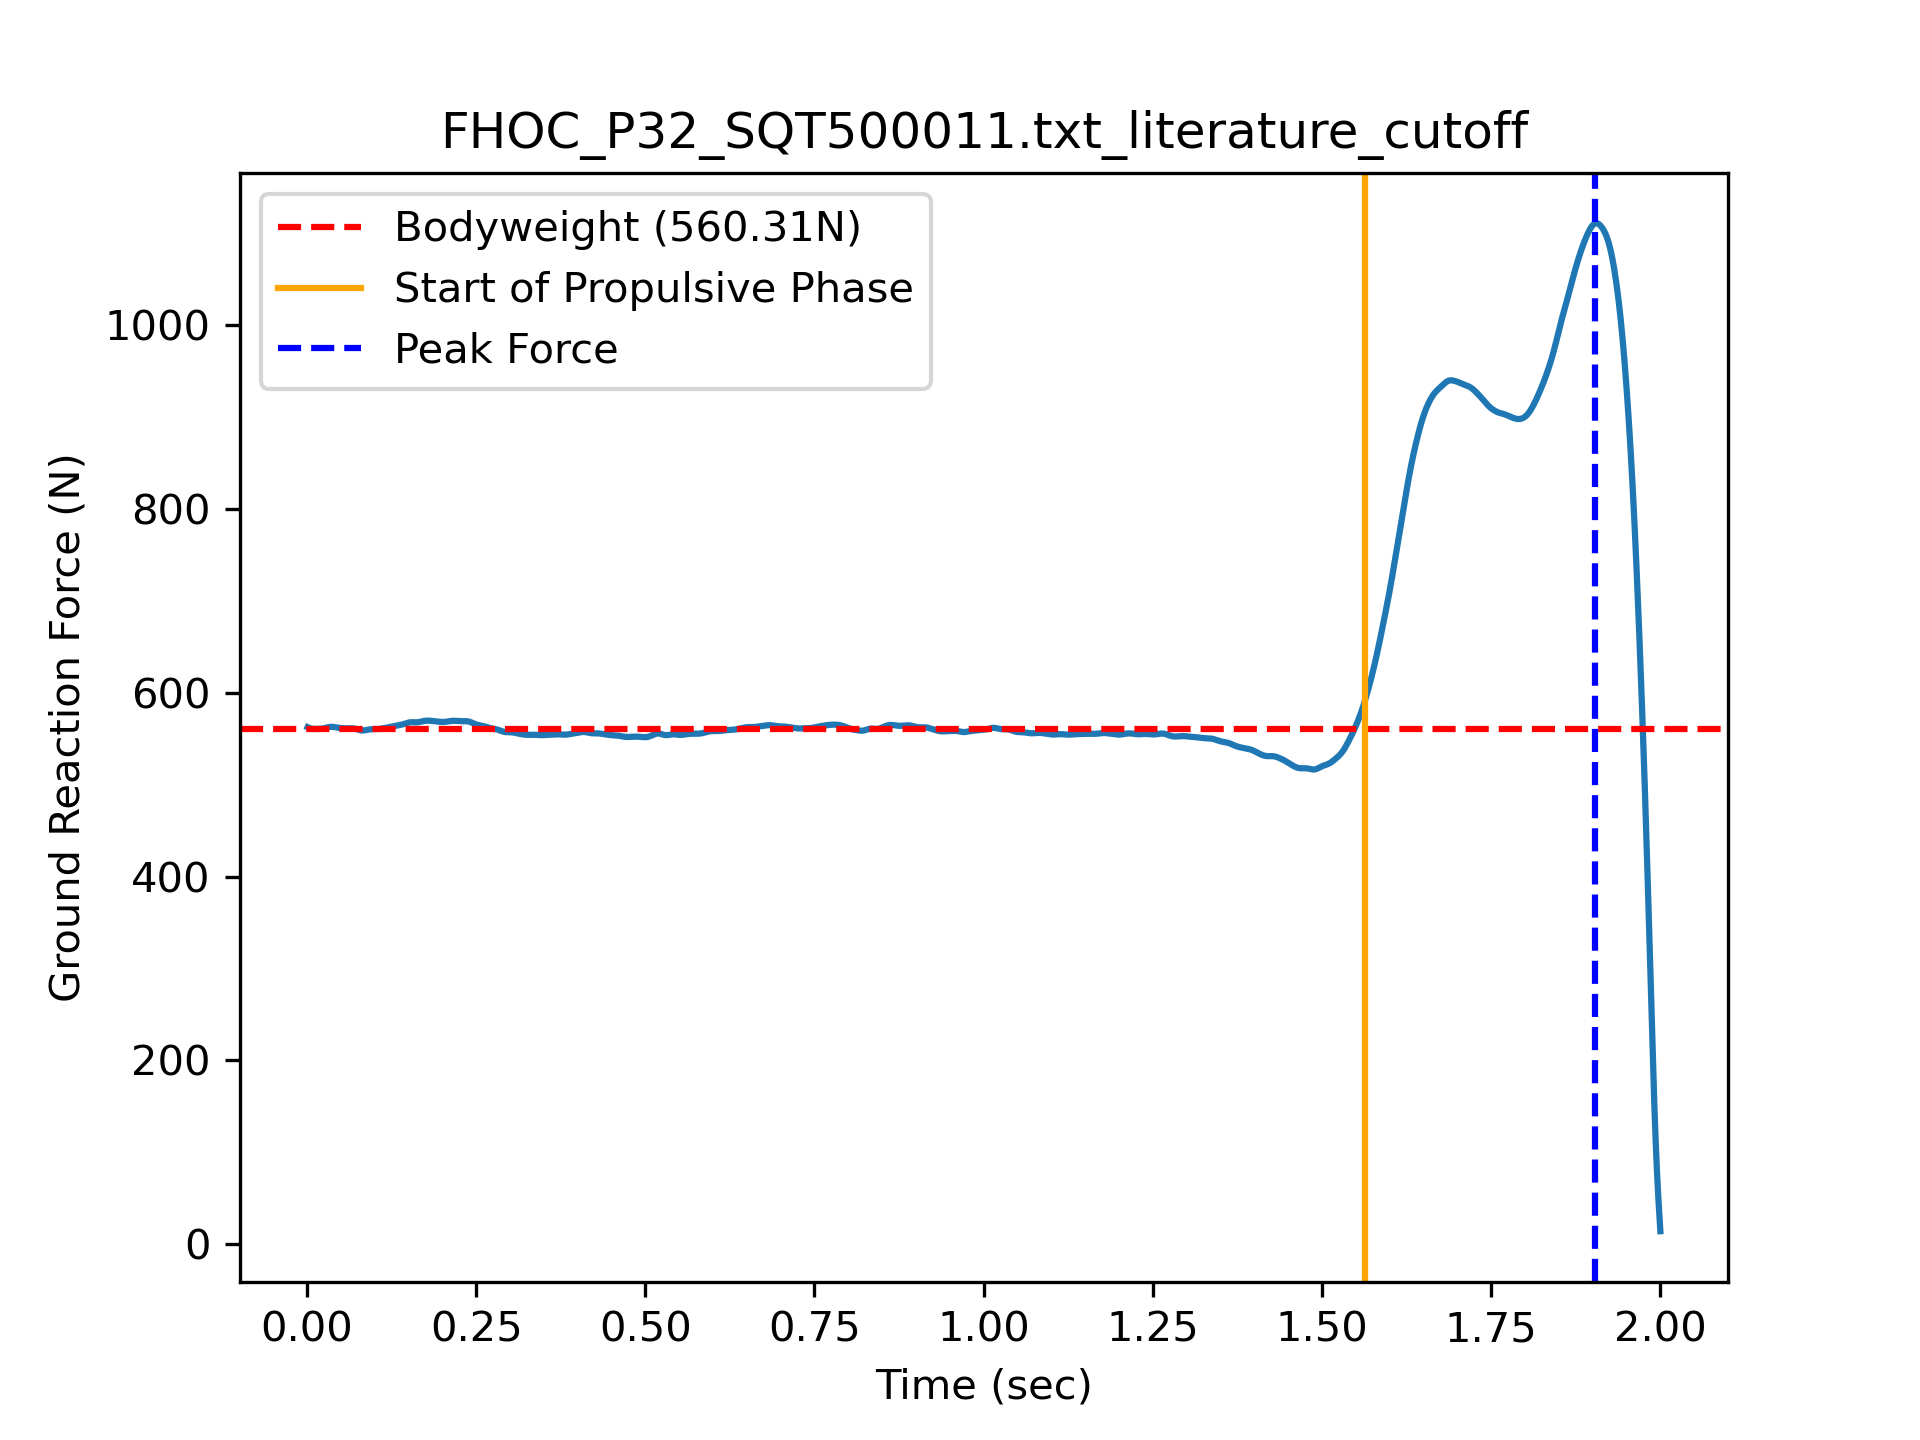 FHOC_P32_SQT500011.txt_literature_cutoff
Bodyweight (560.31N)
Start of Propulsive Phase
Peak Force
1000
800
600
400
200
0
Ground Reaction Force (N)
0.00 0.25 0.50 0.75 1.00 1.25 1.50 1.75 2.00
Time (sec)